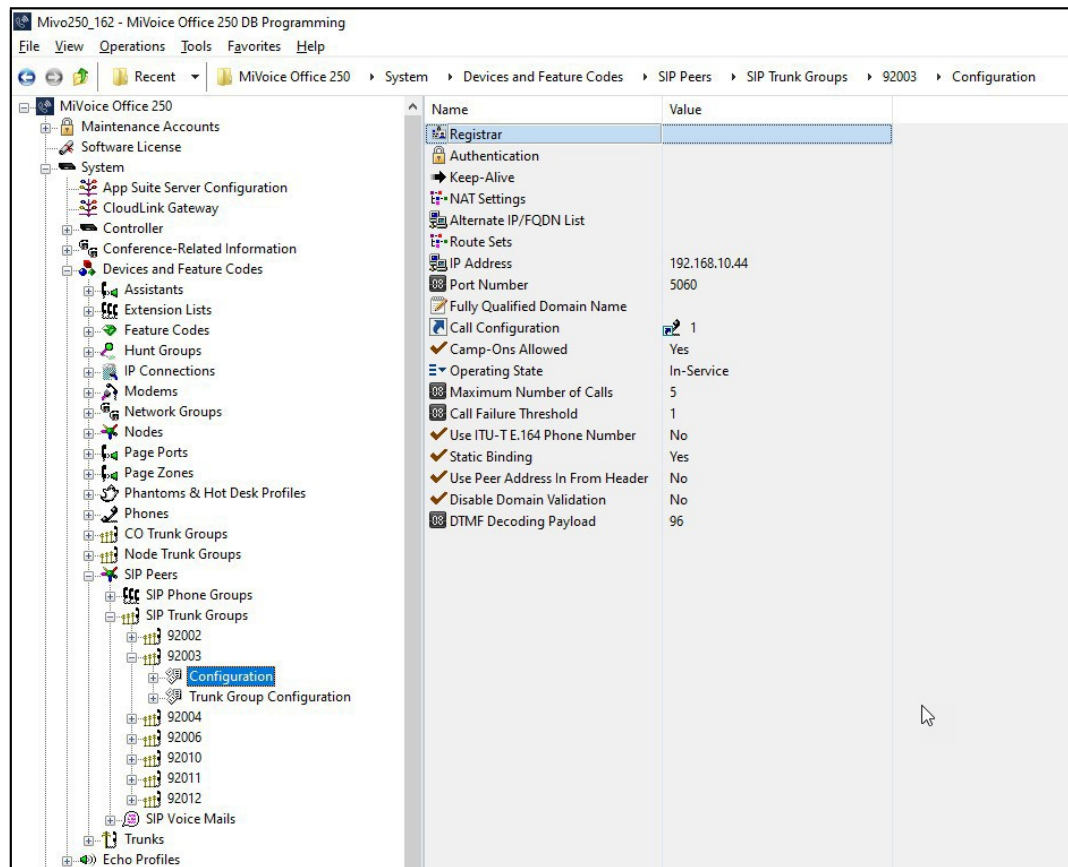 Mivo250_162 - MiVoice Office 250 DB Programming
File View Operations Tools Favorites Help
Recent MiVoice Office 250 System Devices and Feature Codes SIP Peers SIP Trunk Groups 92003 Configuration
MiVoice Office 250
Maintenance Accounts
Software License
System
App Suite Server Configuration
CloudLink Gateway
Controller
Conference-Related Information
Devices and Feature Codes
Assistants
Extension Lists
Feature Codes
Hunt Groups
IP Connections
Modems
Network Groups
Nodes
Page Ports
Page Zones
Phantoms & Hot Desk Profiles
Phones
CO Trunk Groups
Node Trunk Groups
SIP Peers
SIP Phone Groups
SIP Trunk Groups
92002
92003
Configuration
Trunk Group Configuration
92004
92006
92010
92011
92012
SIP Voice Mails
Trunks
Echo Profiles
Name Value
Registrar
Authentication
Keep-Alive
NAT Settings
Alternate IP/FQDN List
Route Sets
IP Address 192.168.10.44
Port Number 5060
Fully Qualified Domain Name
Call Configuration 1
Camp-Ons Allowed Yes
Operating State In-Service
Maximum Number of Calls 5
Call Failure Threshold 1
Use ITU-T E.164 Phone Number No
Static Binding Yes
Use Peer Address In From Header No
Disable Domain Validation No
DTMF Decoding Payload 96